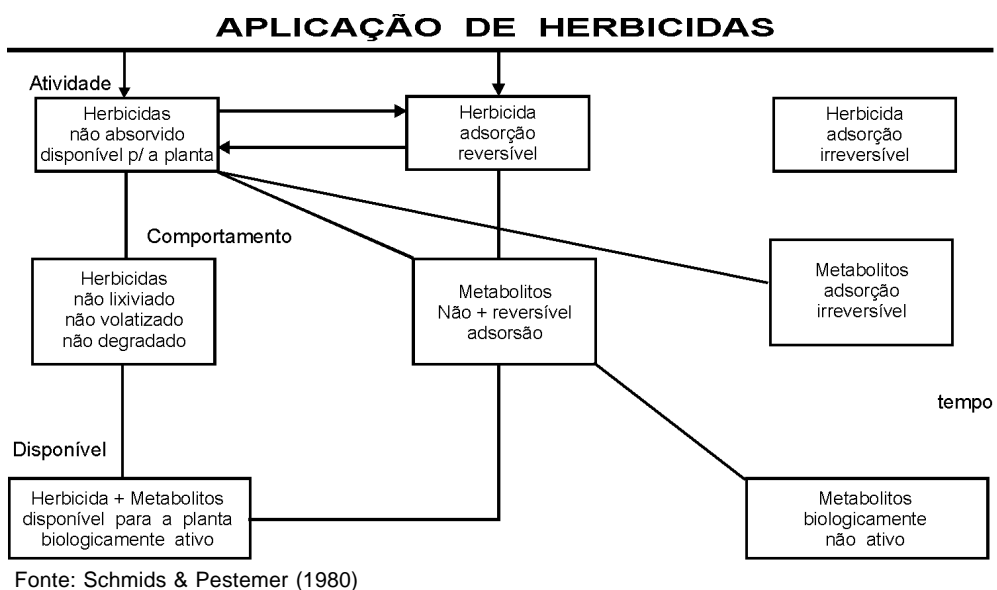 APLICAÇÃO DE HERBICIDAS
Atividade
Herbicidas
não absorvido
disponível p/ a planta
Herbicida
adsorção
reversível
Herbicida
adsorção
irreversível
Comportamento
Herbicidas
não lixiviado
não volatizado
não degradado
Metabolitos
Não + reversível
adsorsão
Metabolitos
adsorção
irreversível
tempo
Disponível
Herbicida + Metabolitos
disponível para a planta
biologicamente ativo
Metabolitos
biologicamente
não ativo
Fonte: Schmids & Pestemer (1980)